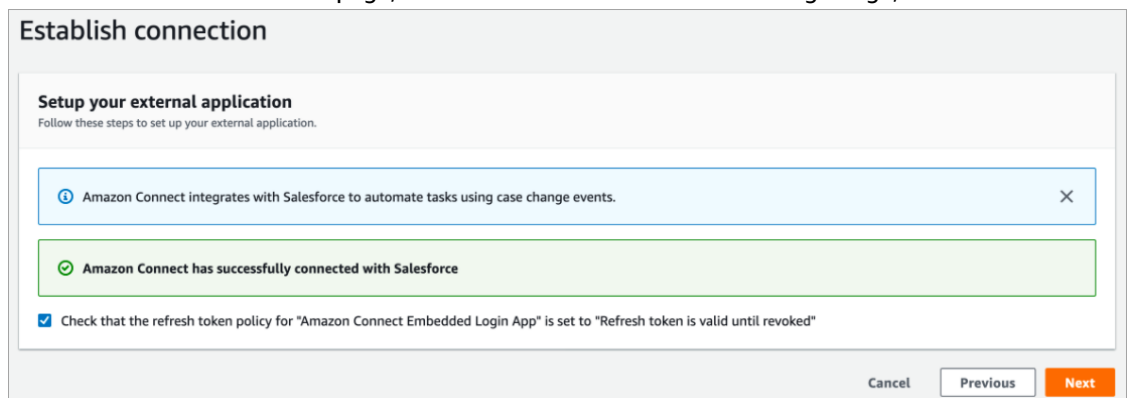 Establish connection
Setup your external application
Follow these steps to set up your external application.
Amazon Connect integrates with Salesforce to automate tasks using case change events.
Amazon Connect has successfully connected with Salesforce
Check that the refresh token policy for "Amazon Connect Embedded Login App" is set to "Refresh token is valid until revoked"
Cancel Previous Next